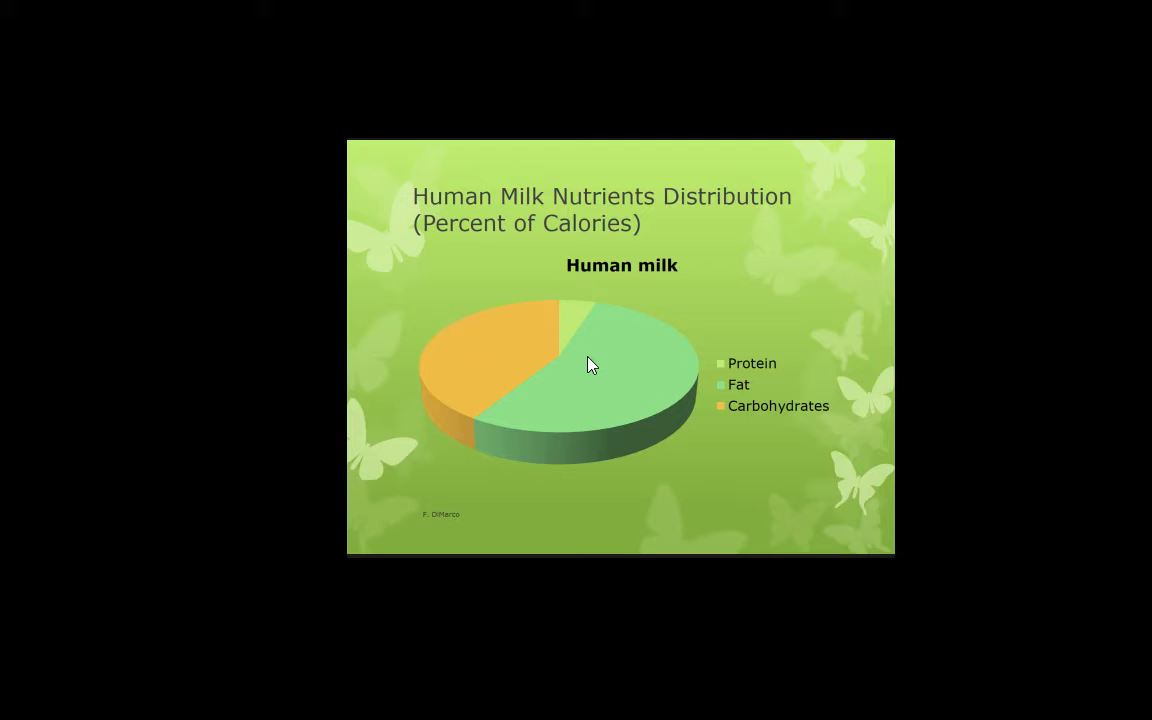 Human Milk Nutrients Distribution
(Percent of Calories)
Human milk
Protein
Fat
Carbohydrates
F. DiMarco